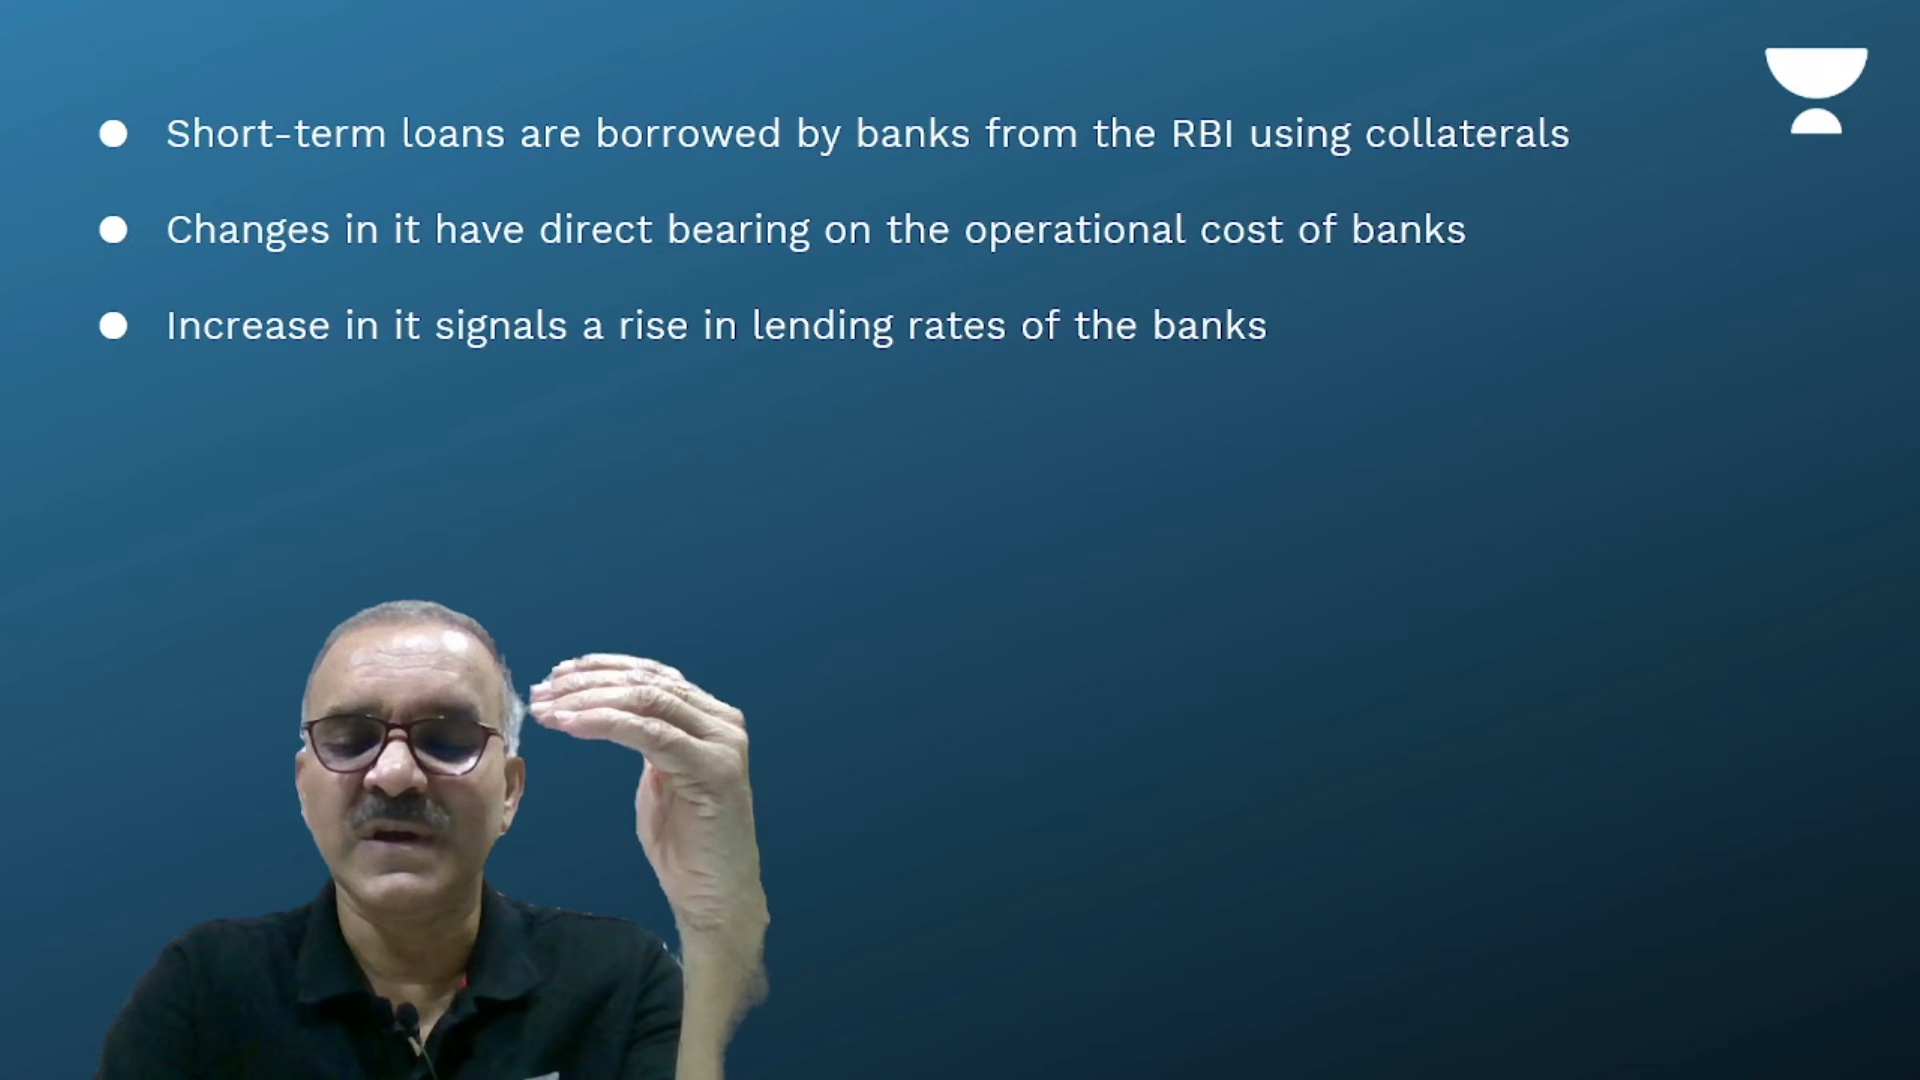 Short-term loans are borrowed by banks from the RBI using collaterals
Changes in it have direct bearing on the operational cost of banks
Increase in it signals a rise in lending rates of the banks